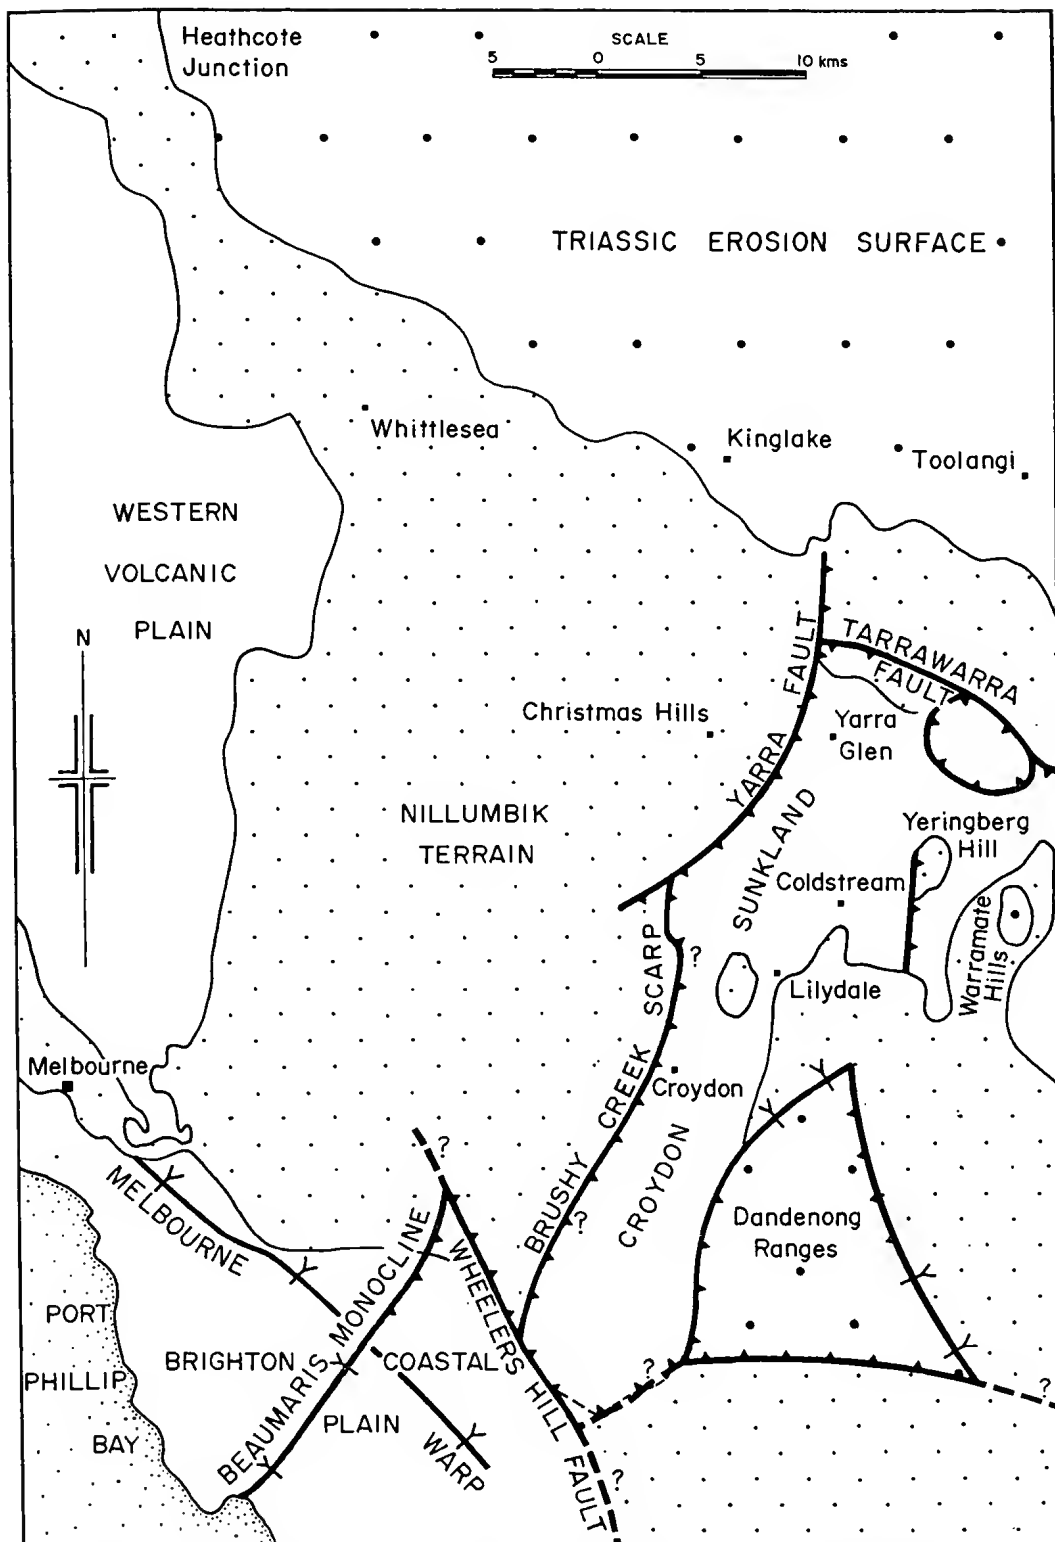 Heathcote
Junction
SCALE
5 0 5 10 kms
TRIASSIC EROSION SURFACE
Whittlesea
Kinglake
Toolangi
WESTERN
VOLCANIC
PLAIN
N
YARRA FAULT
TARRAWARRA
FAULT
Christmas Hills
Yarra
Glen
NILLUMBIK
TERRAIN
Yeringberg
Hill
Coldstream
Warramate
Hills
?
Lilydale
Melbourne
Croydon
BRUSHY CREEK SCARP
CROYDON SUNKLAND
?
?
Dandenong
Ranges
MELBOURNE WARP
BEAUMARIS MONOCLINE
WHEELERS HILL FAULT
PORT
PHILLIP
BAY
BRIGHTON COASTAL
PLAIN
?
?
?